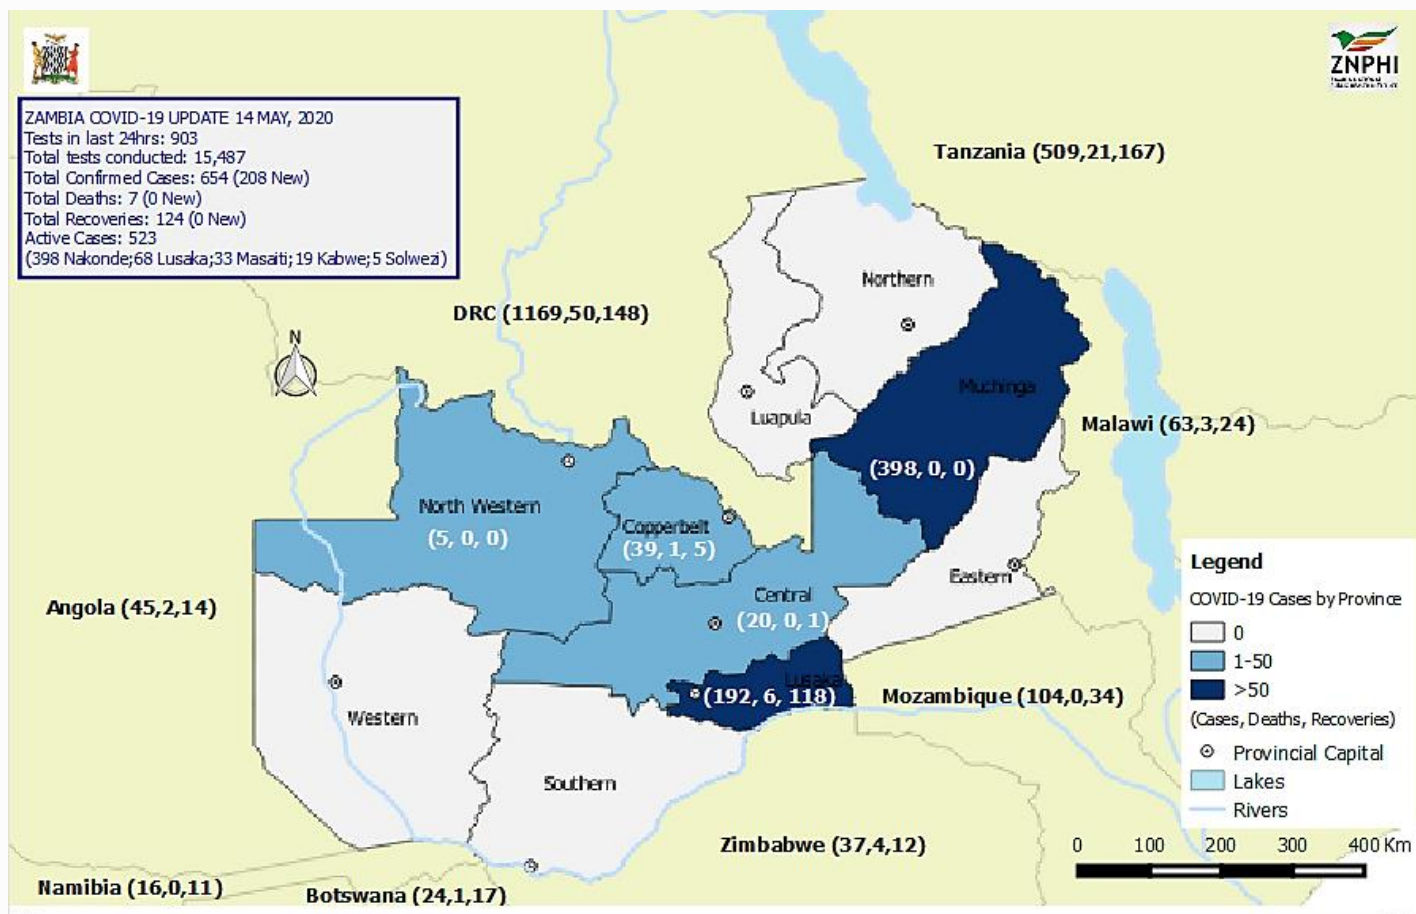 ZNPHI
ZAMBIA COVID-19 UPDATE 14 MAY, 2020
Tests in last 24hrs: 903
Total tests conducted: 15,487
Total Confirmed Cases: 654 (208 New)
Total Deaths: 7 (0 New)
Total Recoveries: 124 (0 New)
Active Cases: 523
(398 Nakonde;68 Lusaka;33 Masaiti;19 Kabwe;5 Solwezi)
Tanzania (509,21,167)
Northern
DRC (1169,50,148)
N
Muchinga
Luapula
Malawi (63,3,24)
(398, 0, 0)
North Western
(5, 0, 0)
Copperbelt
(39, 1, 5)
Eastern
Central
(20, 0, 1)
Angola (45,2,14)
Lusaka
(192, 6, 118)
Mozambique (104,0,34)
Western
Southern
Zimbabwe (37,4,12)
Namibia (16,0,11)
Botswana (24,1,17)
Legend
COVID-19 Cases by Province
0
1-50
>50
(Cases, Deaths, Recoveries)
Provincial Capital
Lakes
Rivers
0 100 200 300 400 Km